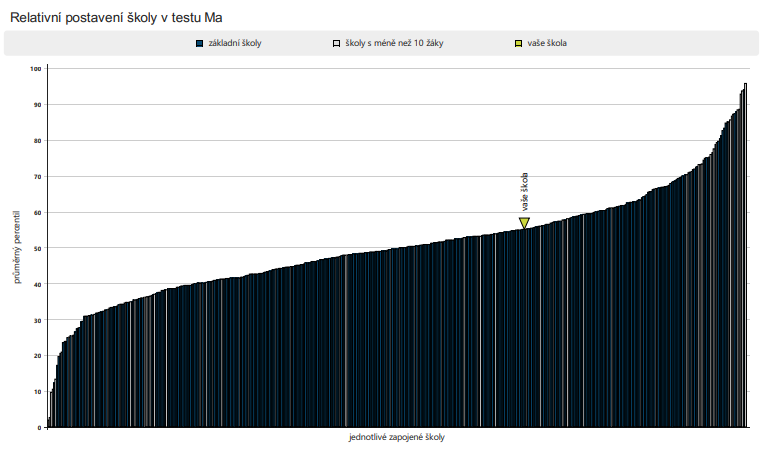 Relativní postavení školy v testu Ma
základní školy
školy s méně než 10 žáky
vaše škola
100
90
80
70
60
50
40
30
20
10
0
průměrný percentil
vaše škola
jednotlivé zapojené školy